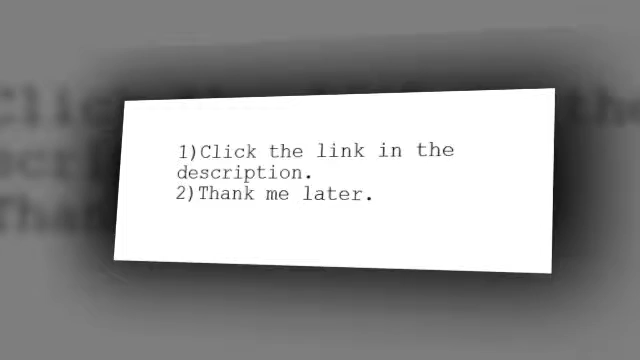 1)Click the link in the
description.
2)Thank me later.